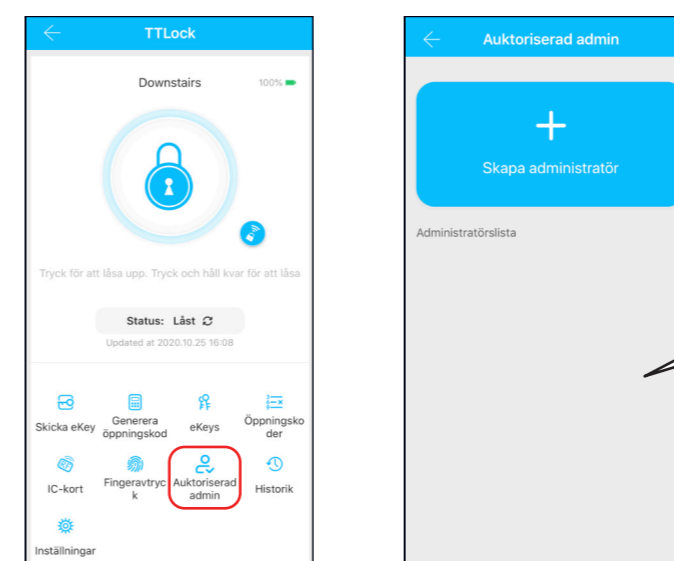 TTLock
Downstairs
100%
Tryck för att låsa upp. Tryck och håll kvar för att låsa
Status: Låst
Updated at 2020.10.25 16:08
Skicka eKey
Generera
öppningskod
eKeys
Öppningsko
der
IC-kort
Fingeravtryc
k
Auktoriserad
admin
Historik
Inställningar
Auktoriserad admin
Skapa administratör
Administratörslista